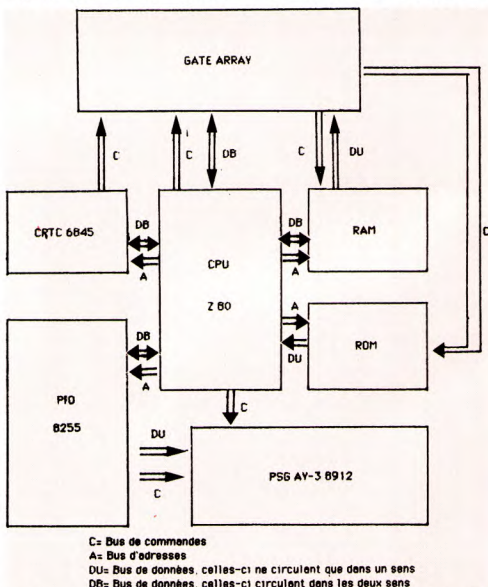 GATE ARRAY
C
C
DB
C
DU
C
CRTC 6845
DB
A
CPU
Z 80
DB
A
RAM
A
DU
ROM
PIO
8255
DB
A
C
DU
C
PSG AY-3 8912
C= Bus de commandes
A= Bus d'adresses
DU= Bus de données, celles-ci ne circulant que dans un sens
DB= Bus de données, celles-ci circulant dans les deux sens